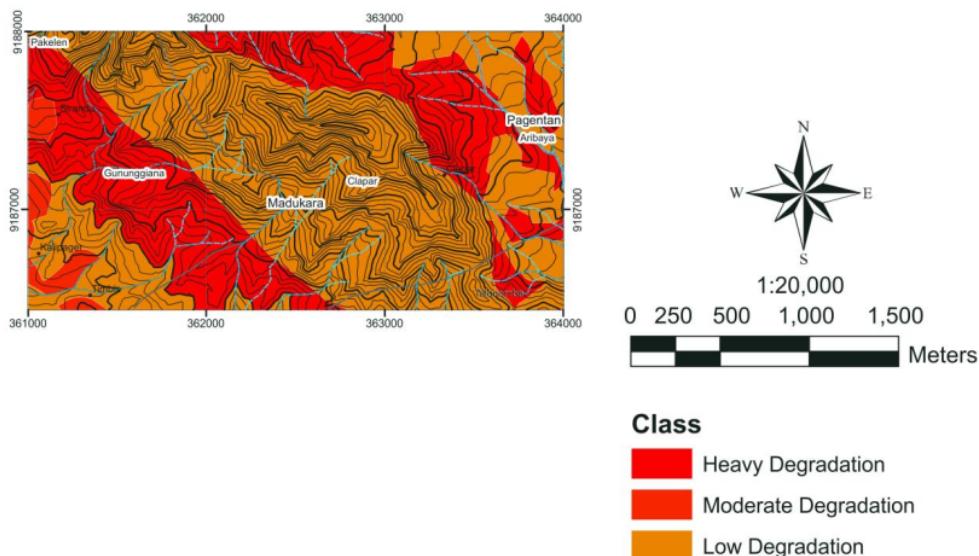 362000
363000
364000
9188000
Pakelen
Pagentan
Aribaya
Gununggiana
Clapar
Madukara
9187000
9187000
Kalipager
361000
362000
363000
364000
N
W
E
S
1:20,000
0 250 500 1,000 1,500
Meters
Class
Heavy Degradation
Moderate Degradation
Low Degradation